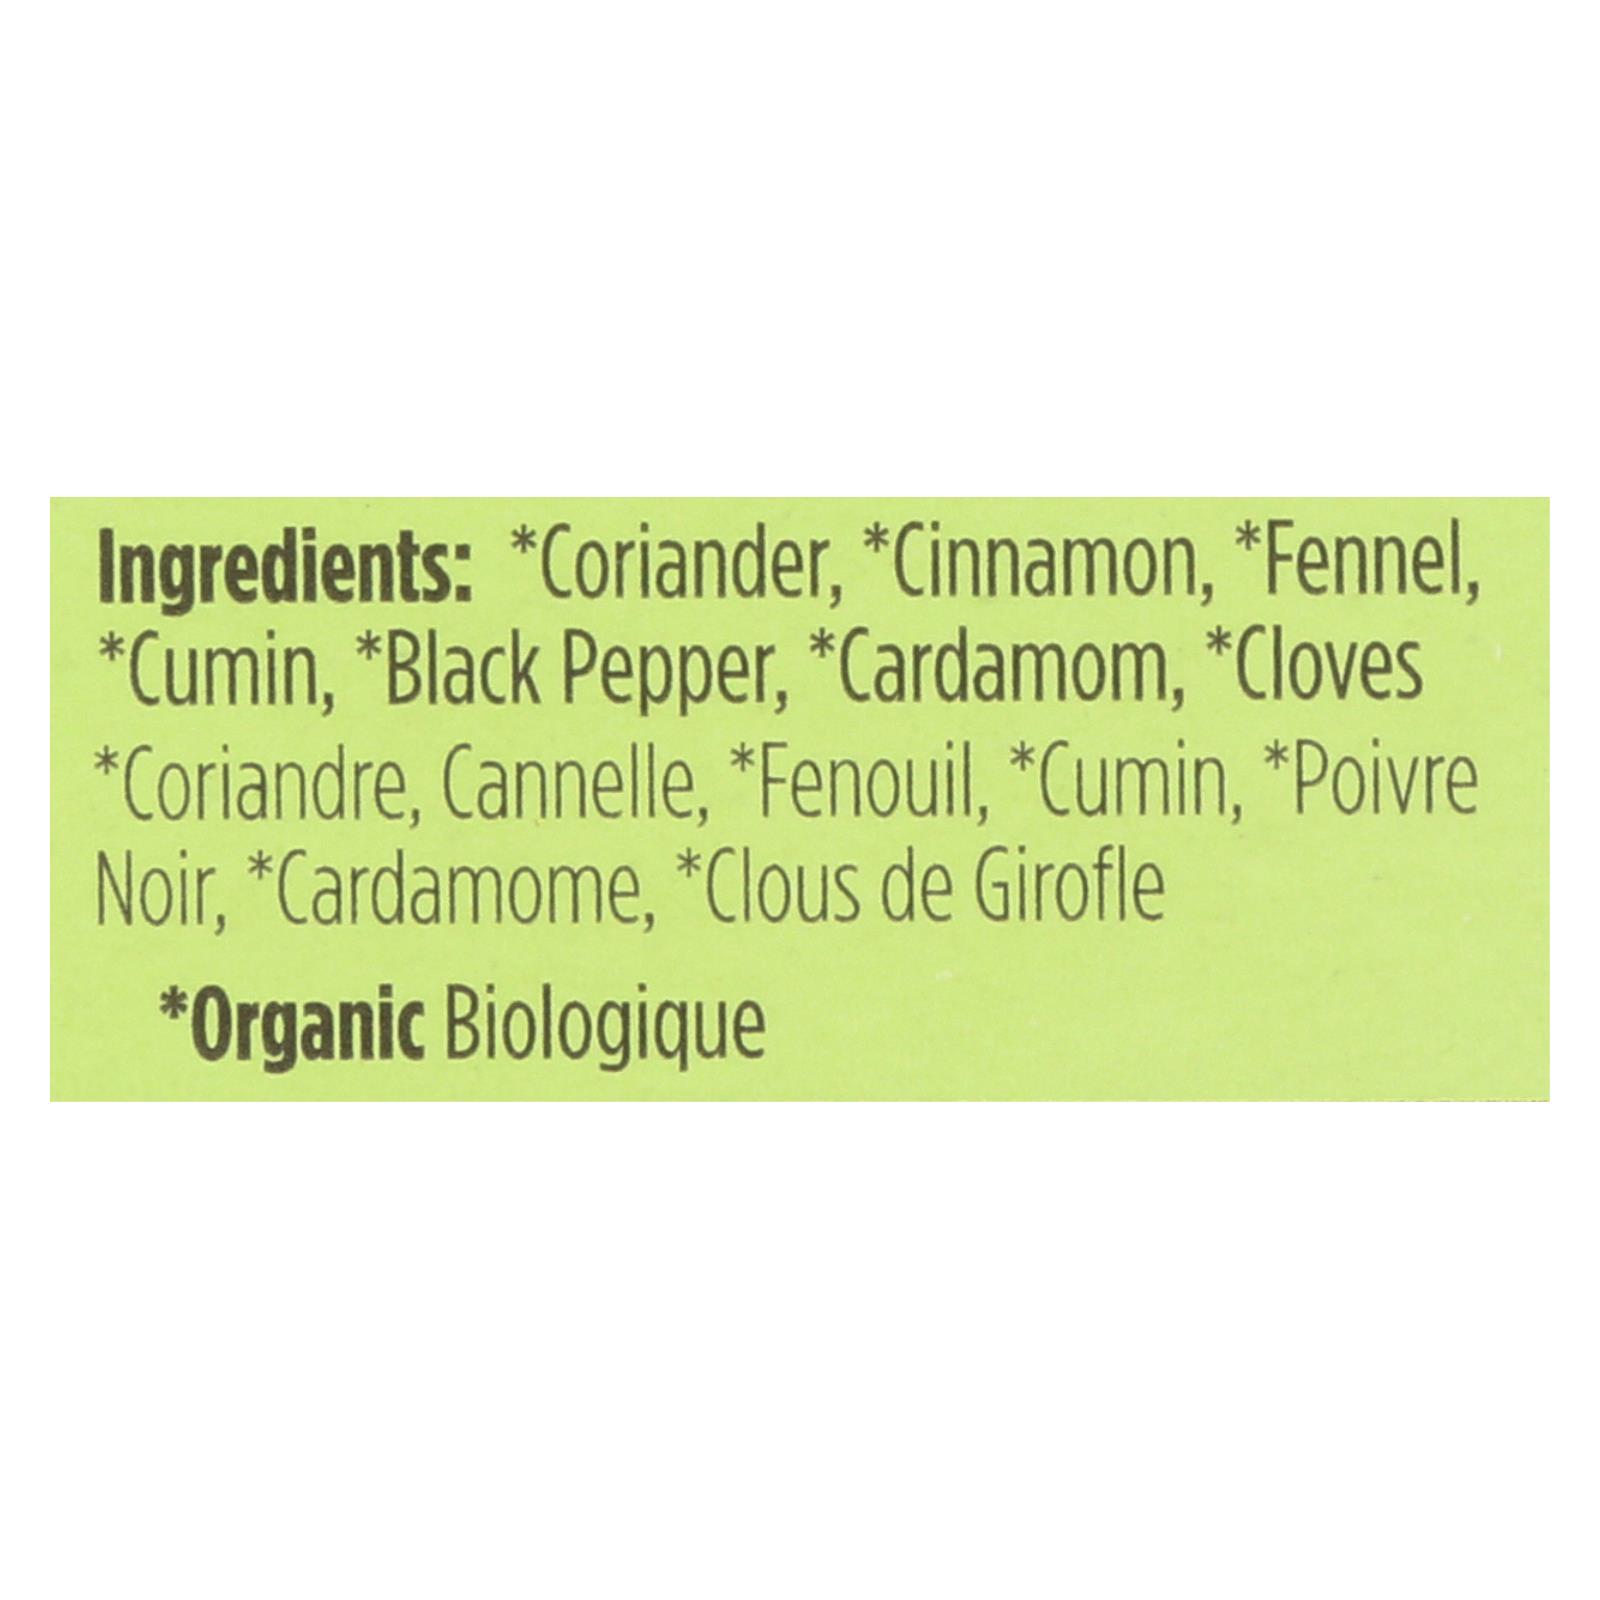 Ingredients: *Coriander, *Cinnamon, *Fennel,
*Cumin, *Black Pepper, *Cardamom, *Cloves
*Coriandre, Cannelle, *Fenouil, *Cumin, *Poivre
Noir, *Cardamome, *Clous de Girofle
*Organic Biologique